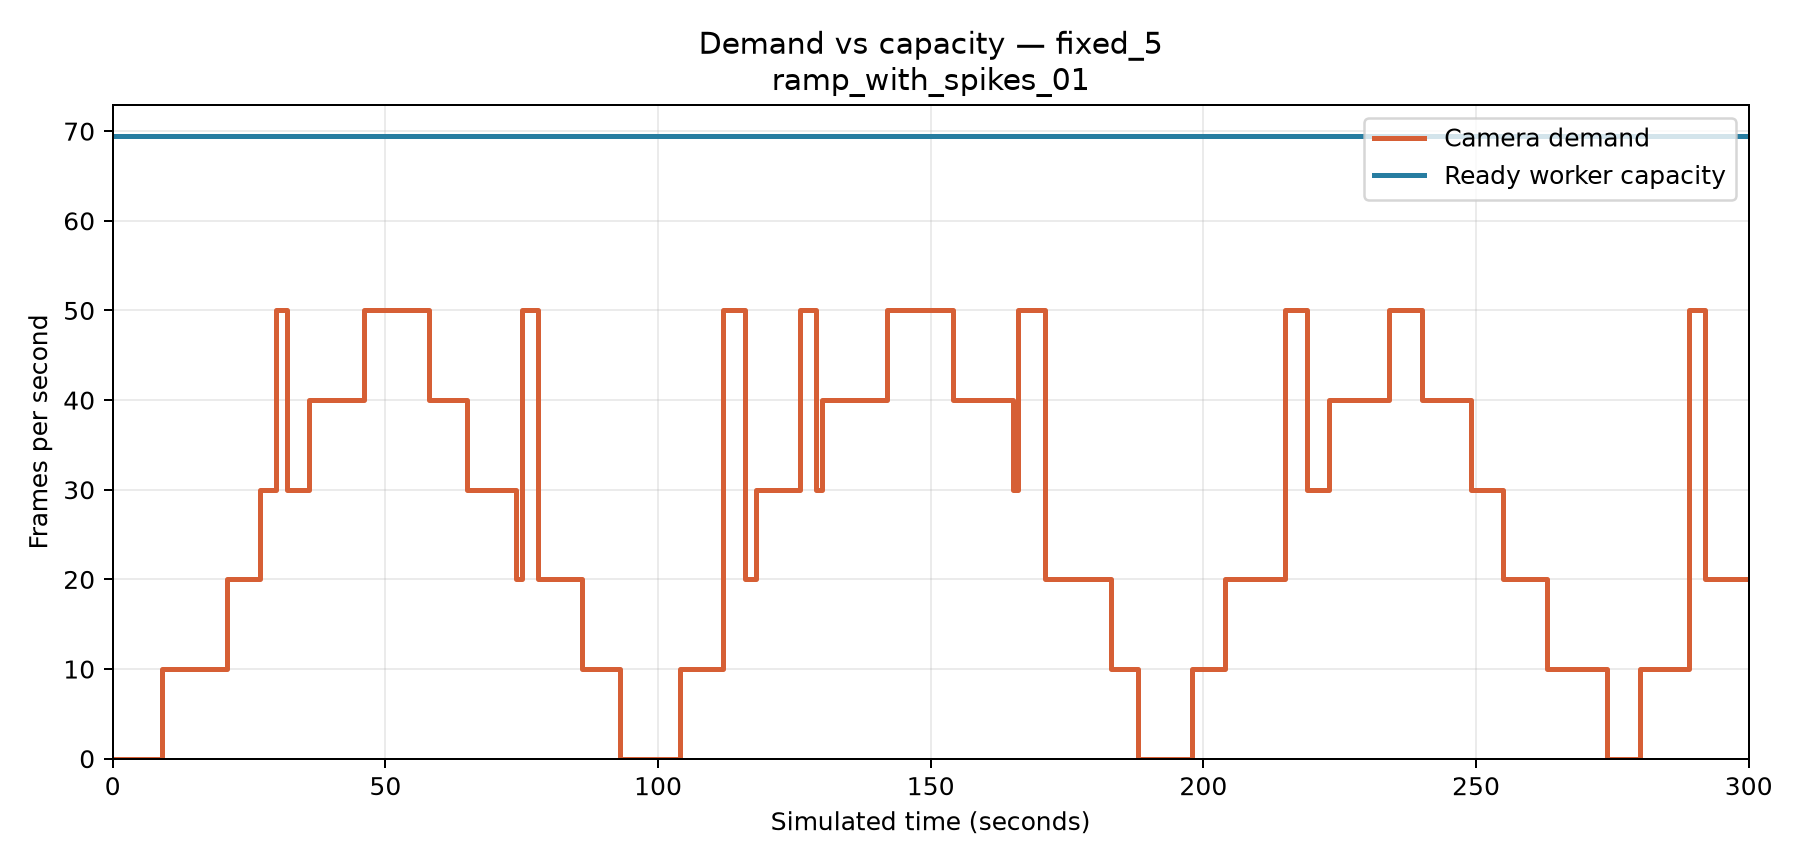 Demand vs capacity — fixed_5
ramp_with_spikes_01
Camera demand
Ready worker capacity
Frames per second
70
60
50
40
30
20
10
0
0 50 100 150 200 250 300
Simulated time (seconds)